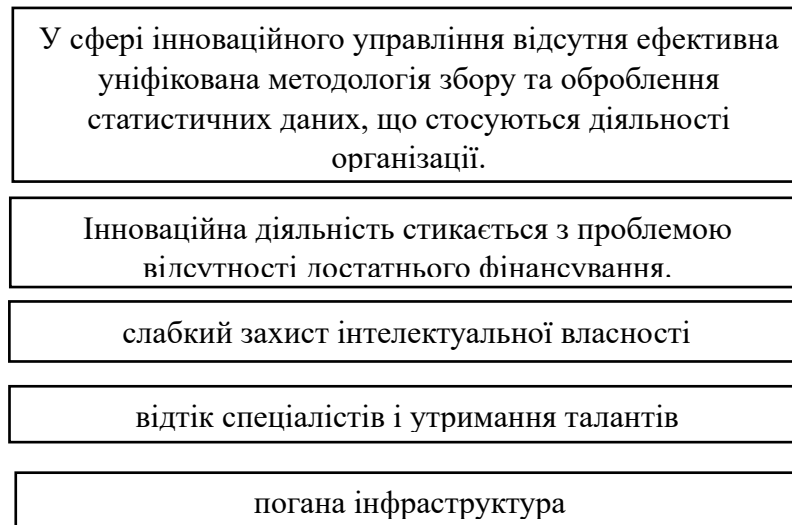 У сфері інноваційного управління відсутня ефективна
уніфікована методологія збору та оброблення
статистичних даних, що стосуються діяльності
організації.
Інноваційна діяльність стикається з проблемою
відсутності достатнього фінансування.
слабкий захист інтелектуальної власності
відтік спеціалістів і утримання талантів
погана інфраструктура